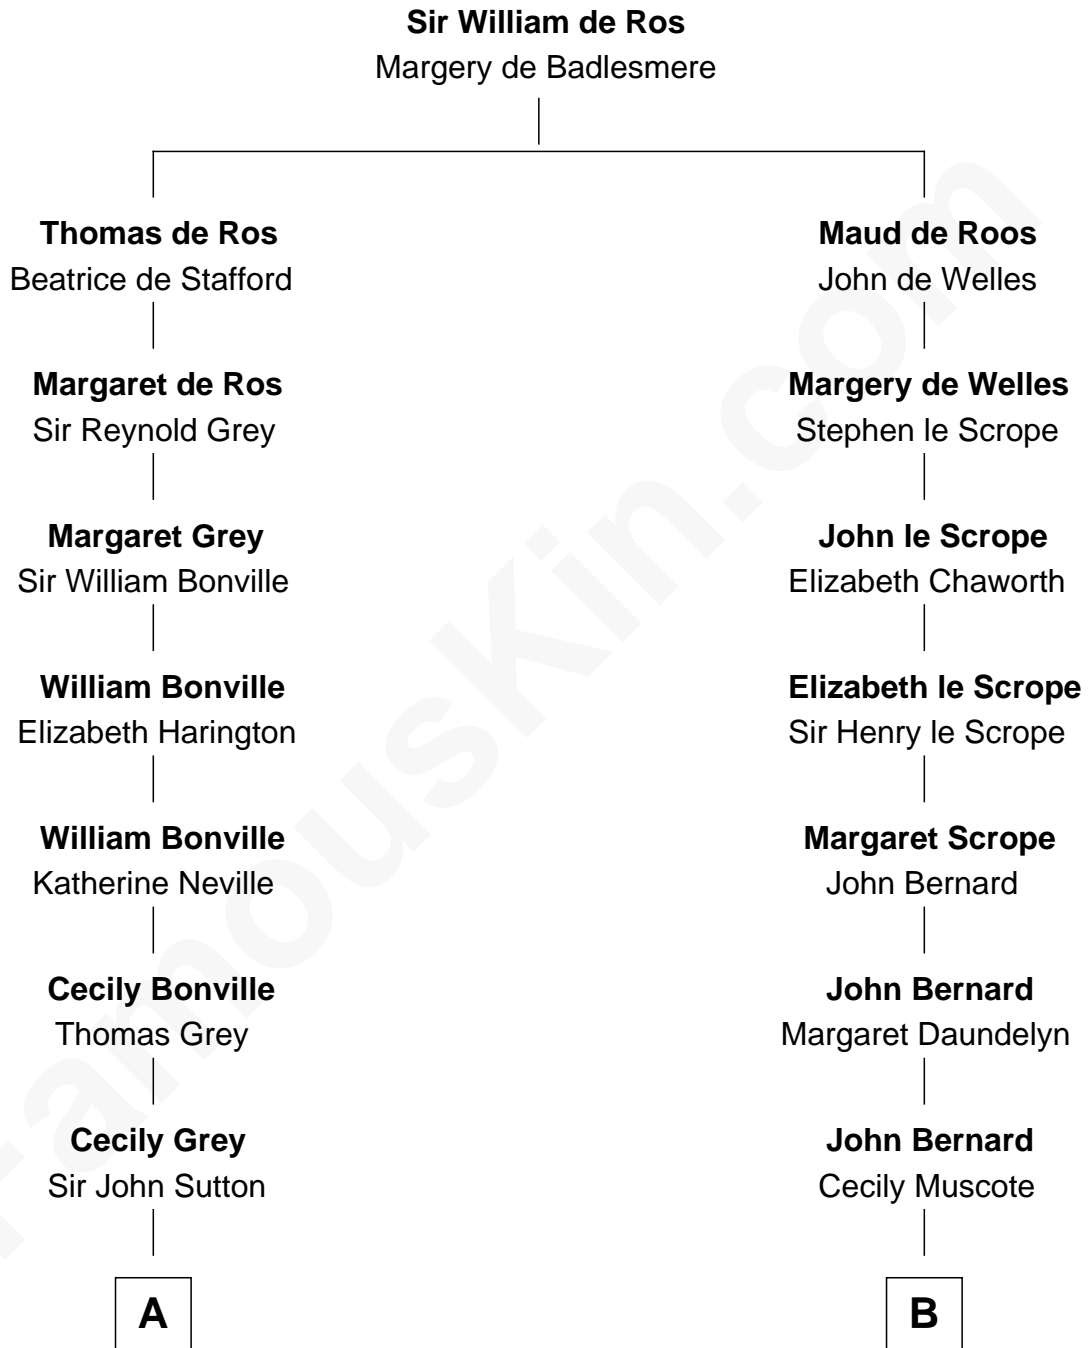 Sir William de Ros
Margery de Badlesmere
Thomas de Ros
Beatrice de Stafford
Maud de Roos
John de Welles
Margaret de Ros
Sir Reynold Grey
Margery de Welles
Stephen le Scrope
Margaret Grey
Sir William Bonville
John le Scrope
Elizabeth Chaworth
William Bonville
Elizabeth Harington
Elizabeth le Scrope
Sir Henry le Scrope
William Bonville
Katherine Neville
Margaret Scrope
John Bernard
Cecily Bonville
Thomas Grey
John Bernard
Margaret Daundelyn
Cecily Grey
Sir John Sutton
John Bernard
Cecily Muscote
A
B
FamousKin.com